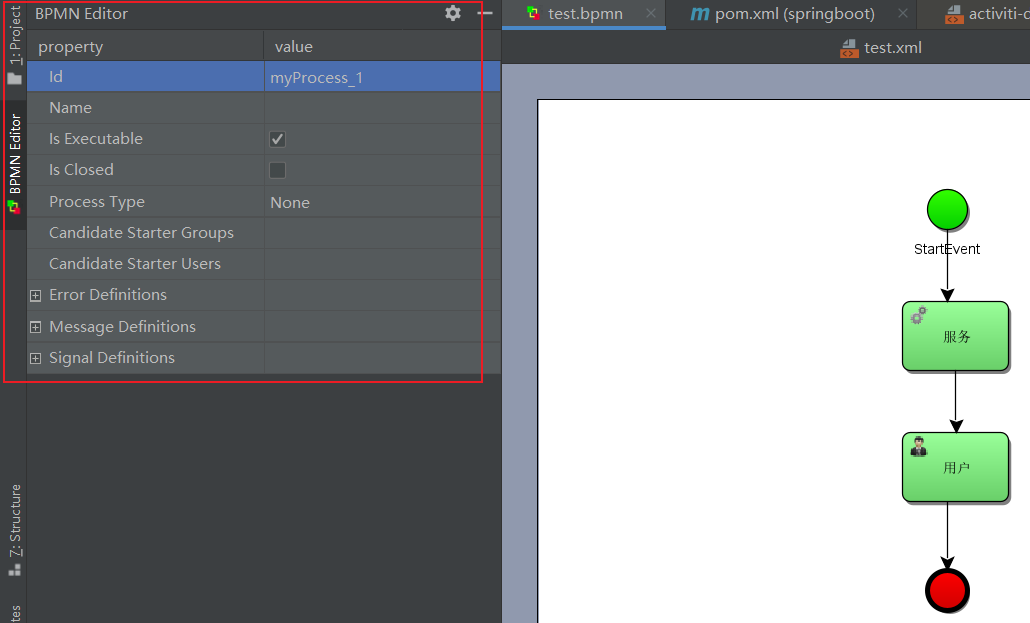 1: Project
BPMN Editor
7: Structure
BPMN Editor
property value
Id myProcess_1
Name
Is Executable
Is Closed
Process Type None
Candidate Starter Groups
Candidate Starter Users
Error Definitions
Message Definitions
Signal Definitions
test.bpmn
pom.xml (springboot)
test.xml
StartEvent
服务
用户